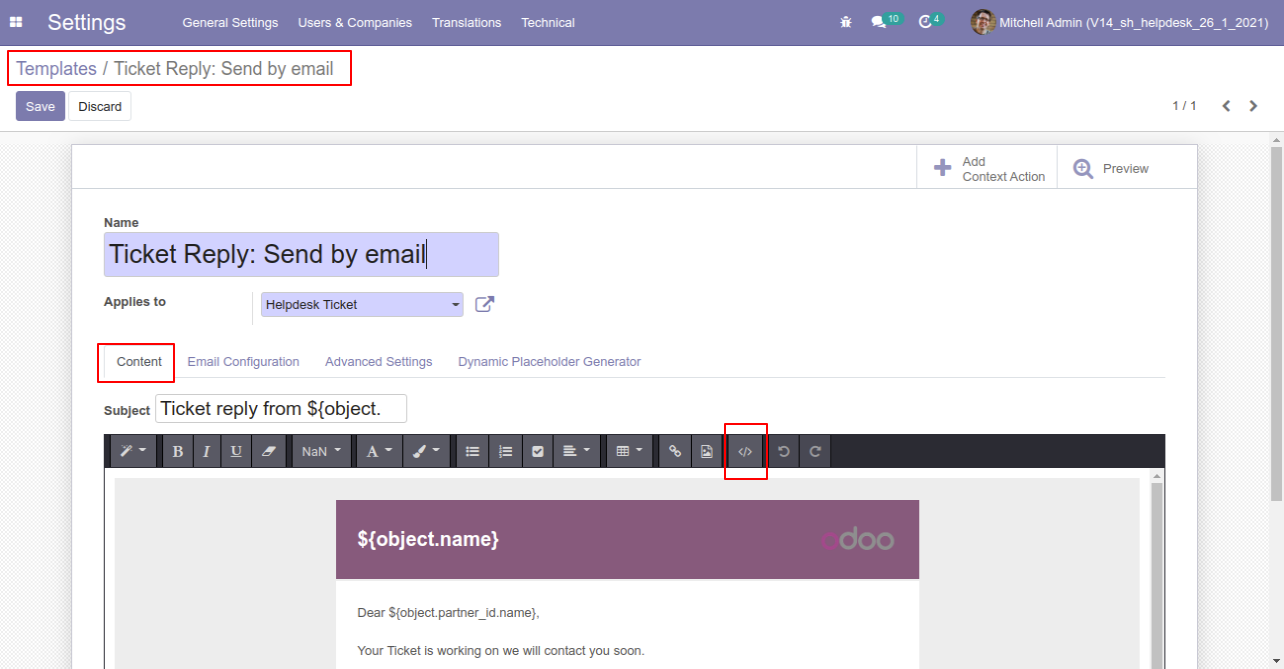 Settings General Settings Users & Companies Translations Technical 10 4 Mitchell Admin (V14_sh_helpdesk_26_1_2021)
Templates / Ticket Reply: Send by email
Save Discard 1 / 1
Add
Context Action
Preview
Name
Ticket Reply: Send by email
Applies to Helpdesk Ticket
Content Email Configuration Advanced Settings Dynamic Placeholder Generator
Subject Ticket reply from ${object.
B I U NaN A </>
${object.name} odoo
Dear ${object.partner_id.name},
Your Ticket is working on we will contact you soon.